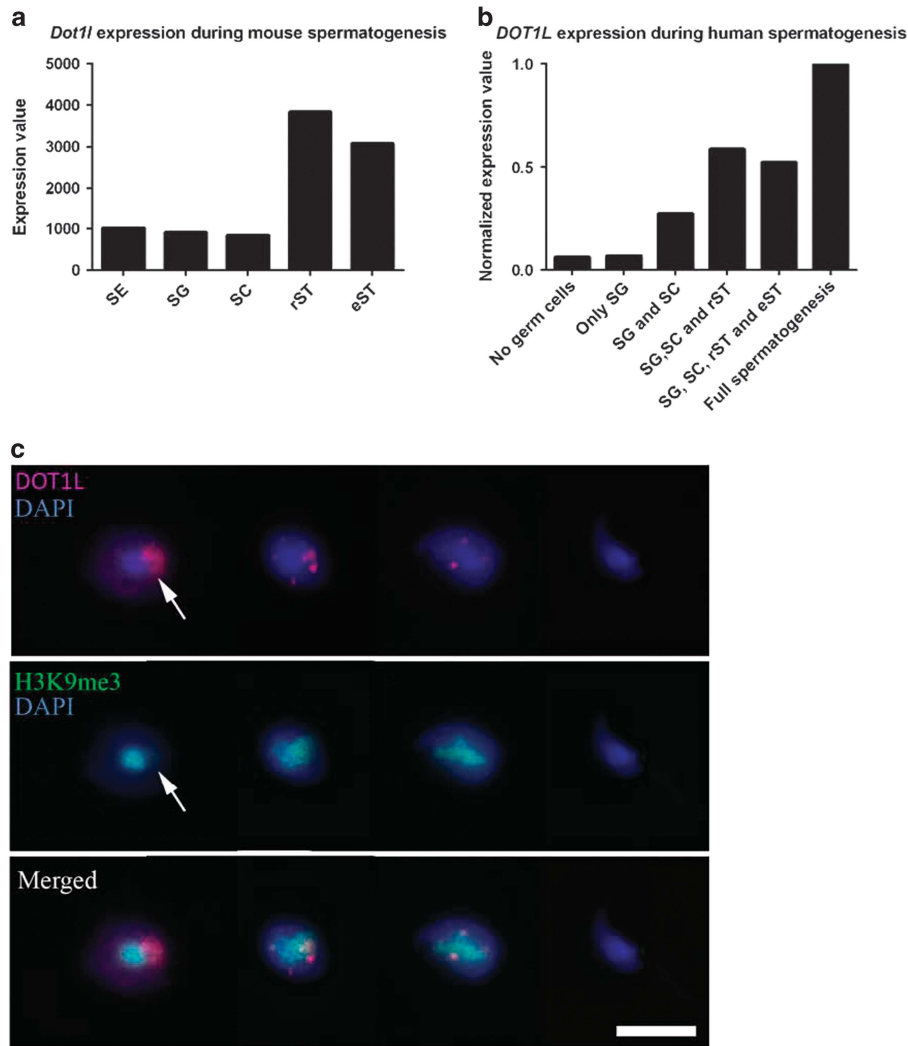 a
Dot1l expression during mouse spermatogenesis
Expression value
5000
4000
3000
2000
1000
0
SE
SG
SC
rST
eST
b
DOT1L expression during human spermatogenesis
Normalized expression value
1.0
0.5
0.0
No germ cells
Only SG
SG and SC
SG,SC and rST
SG, SC, rST and eST
Full spermatogenesis
c
DOT1L
DAPI
H3K9me3
DAPI
Merged